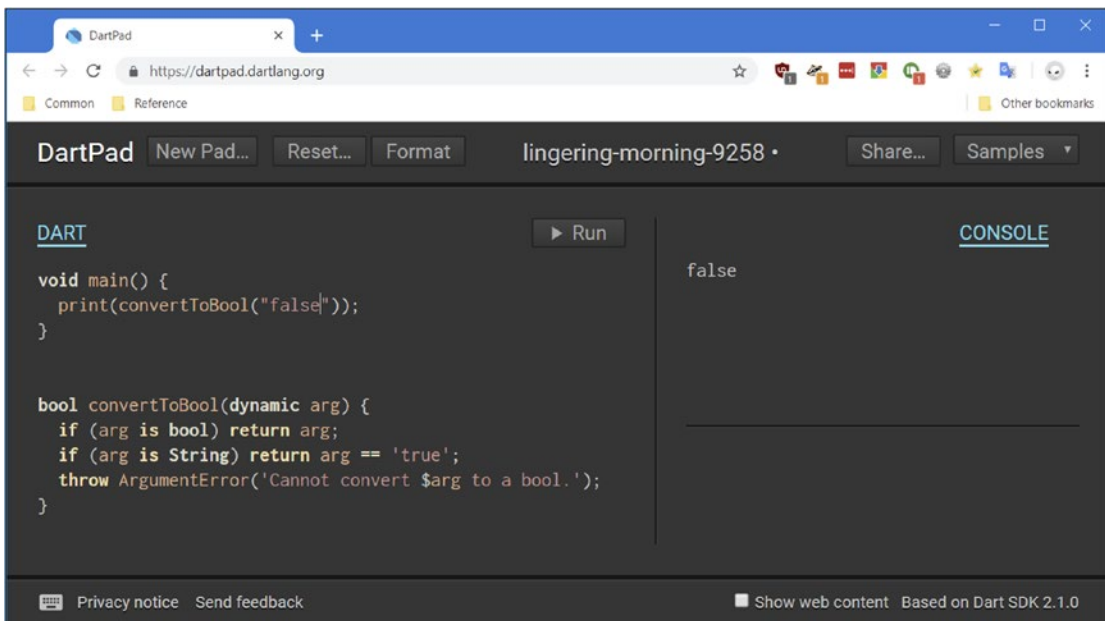 DartPad
https://dartpad.dartlang.org
Common Reference Other bookmarks
DartPad New Pad... Reset... Format lingering-morning-9258 • Share... Samples
DART Run CONSOLE
false
void main() {
print(convertToBool("false"));
}
bool convertToBool(dynamic arg) {
if (arg is bool) return arg;
if (arg is String) return arg == 'true';
throw ArgumentError('Cannot convert $arg to a bool.');
}
Privacy notice Send feedback Show web content Based on Dart SDK 2.1.0